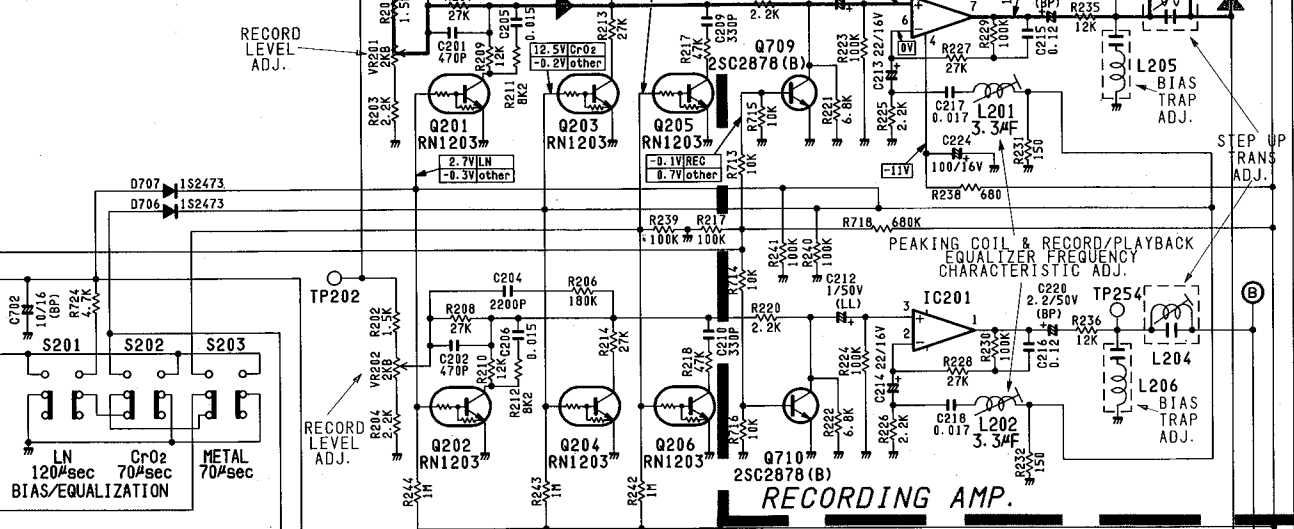 R20
1.5
27K
C205
0.015
R213
27K
C209
330P
2.2K
22/16V
7
(BP)
R235
12K
RECORD
LEVEL
ADJ.
VR201
2KB
C201
470P
R209
12K
R211
8K2
12.5V CrO2
-0.2V other
R217
47K
Q709
2SC2878(B)
R223
100K
6
0V
4
R227
27K
R229
100K
C215
0.12
L205
BIAS
TRAP
ADJ.
R203
2.2K
Q201
RN1203
Q203
RN1203
Q205
RN1203
R715
10K
R221
6.8K
C213
R225
2.2K
C217
0.017
L201
3.3μF
R231
150
STEP UP
TRANS
ADJ.
2.7V LN
-0.3V other
-0.1V REC
0.7V other
R713
10K
-11V
C224
100/16V
R238 680
D707 1S2473
D706 1S2473
R239
100K
R217
100K
R241
100K
R240
100K
R718 680K
PEAKING COIL & RECORD/PLAYBACK
EQUALIZER FREQUENCY
CHARACTERISTIC ADJ.
C702
10/16
(BP)
R724
4.7K
TP202
C204
2200P
R206
180K
R714
10K
C212
1/50V
(LL)
IC201
C220
2.2/50V
(BP)
TP254
B
R202
1.5K
R208
27K
C206
0.015
R214
27K
C210
330P
R220
2.2K
3
2
1
R236
12K
S201
S202
S203
VR202
2KB
C202
470P
R210
12K
R212
8K2
R218
47K
R224
100K
C214
22/16V
R228
27K
R230
100K
C216
0.12
L204
L206
BIAS
TRAP
ADJ.
RECORD
LEVEL
ADJ.
R204
2.2K
Q202
RN1203
Q204
RN1203
Q206
RN1203
R716
10K
R222
6.8K
R226
2.2K
C218
0.017
L202
3.3μF
R232
150
LN
120μsec
CrO2
70μsec
METAL
70μsec
BIAS/EQUALIZATION
Q710
2SC2878(B)
R244
1M
R243
1M
R242
1M
RECORDING AMP.